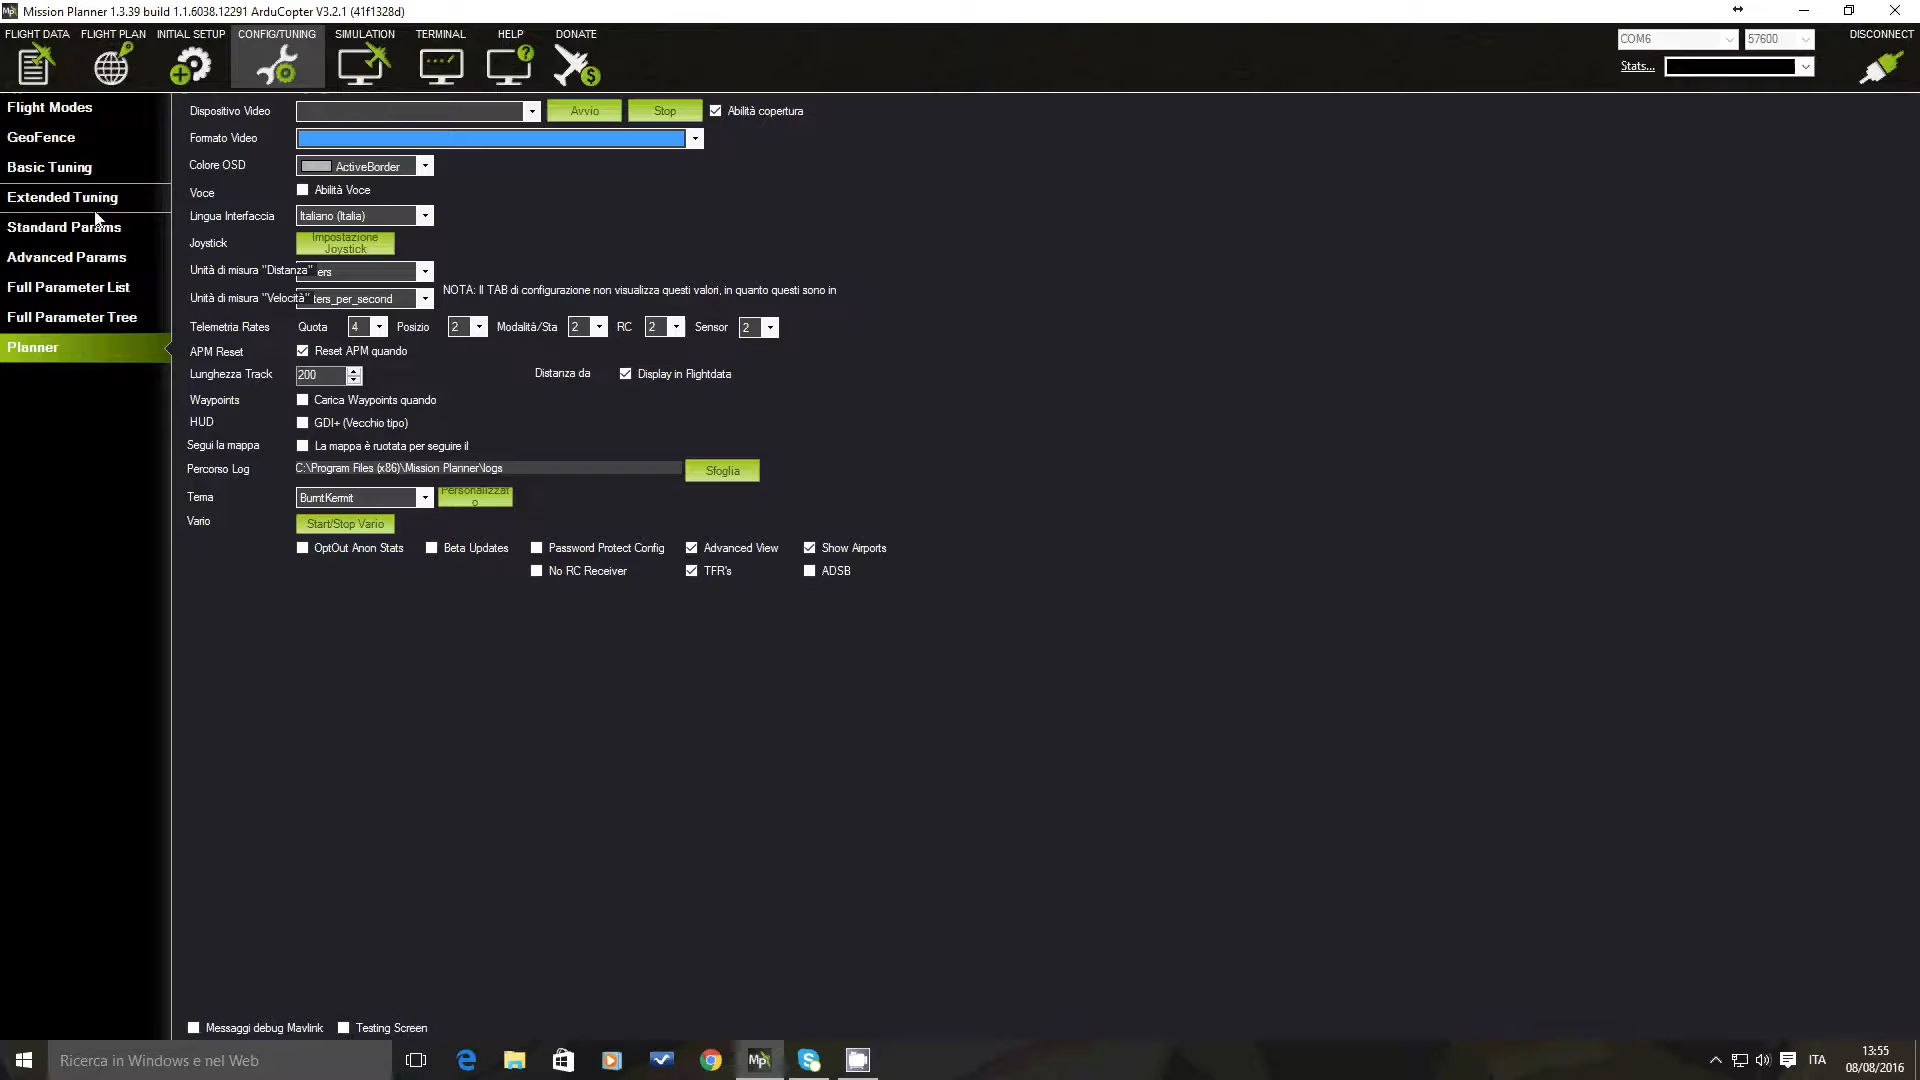 Mission Planner 1.3.39 build 1.1.6038.12291 ArduCopter V3.2.1 (41f1328d)
FLIGHT DATA FLIGHT PLAN INITIAL SETUP CONFIG/TUNING SIMULATION TERMINAL HELP DONATE COM6 57600 DISCONNECT
Stats...
Flight Modes
GeoFence
Basic Tuning
Extended Tuning
Standard Params
Advanced Params
Full Parameter List
Full Parameter Tree
Planner
Dispositivo Video Avvio Stop Abilità copertura
Formato Video
Colore OSD ActiveBorder
Voce Abilità Voce
Lingua Interfaccia Italiano (Italia)
Joystick Impostazione Joystick
Unità di misura "Distanza" ers
Unità di misura "Velocità" ters_per_second NOTA: Il TAB di configurazione non visualizza questi valori, in quanto questi sono in
Telemetria Rates Quota 4 Posizio 2 Modalità/Sta 2 RC 2 Sensor 2
APM Reset Reset APM quando
Lunghezza Track 200 Distanza da Display in Flightdata
Waypoints Carica Waypoints quando
HUD GDI+ (Vecchio tipo)
Segui la mappa La mappa è ruotata per seguire il
Percorso Log C:\Program Files (x86)\Mission Planner\logs Sfoglia
Tema BurntKermit Personalizzato
Vario Start/Stop Vario
OptOut Anon Stats Beta Updates Password Protect Config Advanced View Show Airports
No RC Receiver TFR's ADSB
Messaggi debug Mavlink Testing Screen
Ricerca in Windows e nel Web
Mp
ITA
13:55
08/08/2016